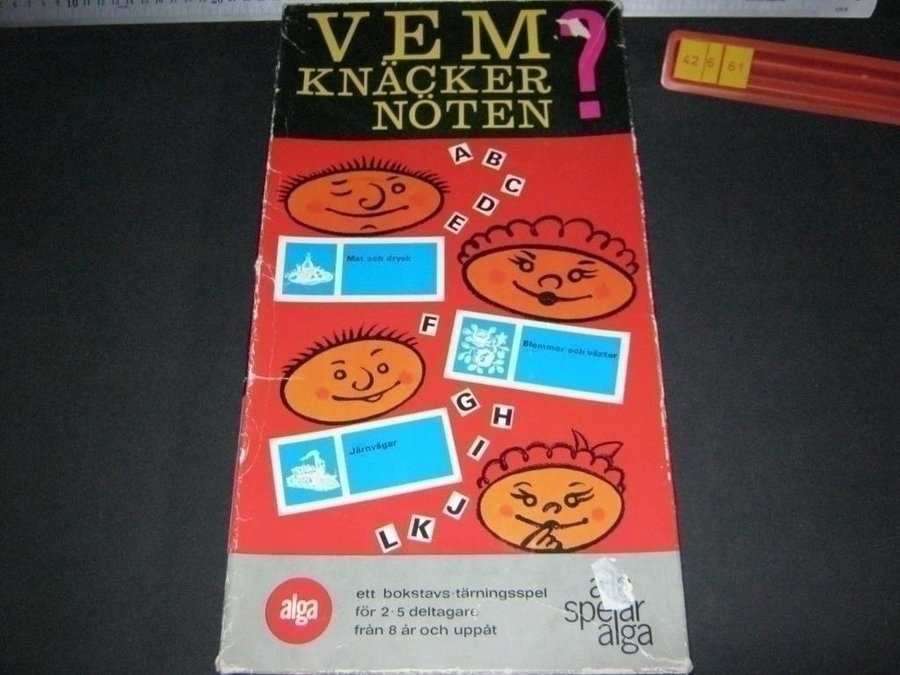 VEM
KNÄCKER
NÖTEN
?
42 6 61
A
B
C
D
E
Mat och dryck
F
Blommor och växter
G
H
I
Järnvägar
J
K
L
alga
ett bokstavs-tärningsspel
för 2-5 deltagare
från 8 år och uppåt
spelar
alga